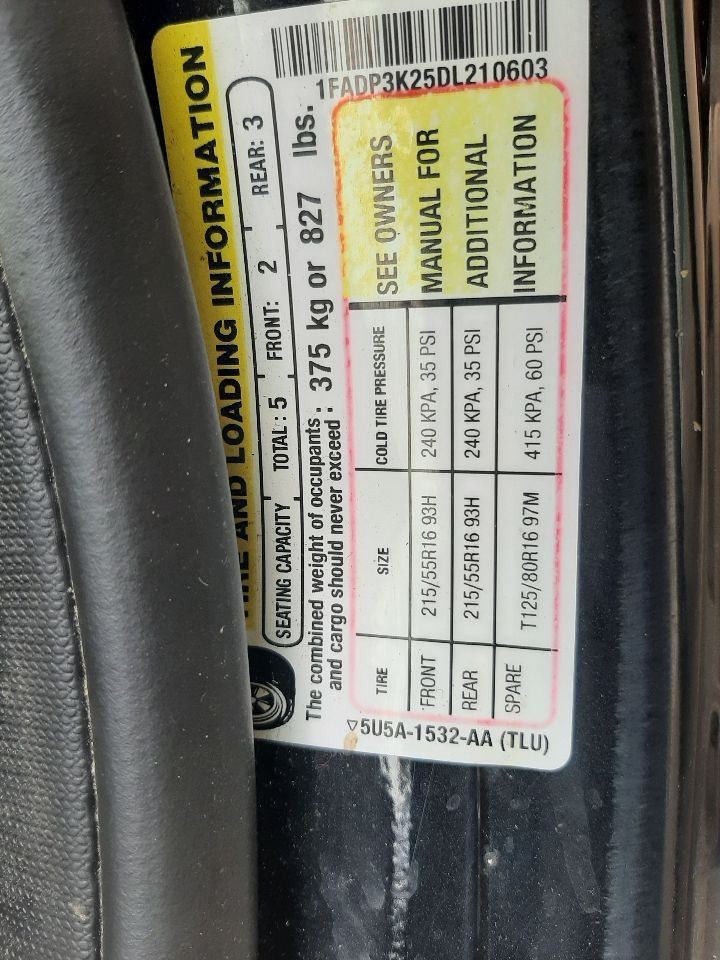 TIRE AND LOADING INFORMATION
SEATING CAPACITY TOTAL : 5 FRONT: 2 REAR: 3
The combined weight of occupants
and cargo should never exceed : 375 kg or 827 lbs.
1FADP3K25DL210603
TIRE SIZE COLD TIRE PRESSURE
FRONT 215/55R16 93H 240 KPA, 35 PSI
REAR 215/55R16 93H 240 KPA, 35 PSI
SPARE T125/80R16 97M 415 KPA, 60 PSI
SEE OWNERS
MANUAL FOR
ADDITIONAL
INFORMATION
▽5U5A-1532-AA (TLU)